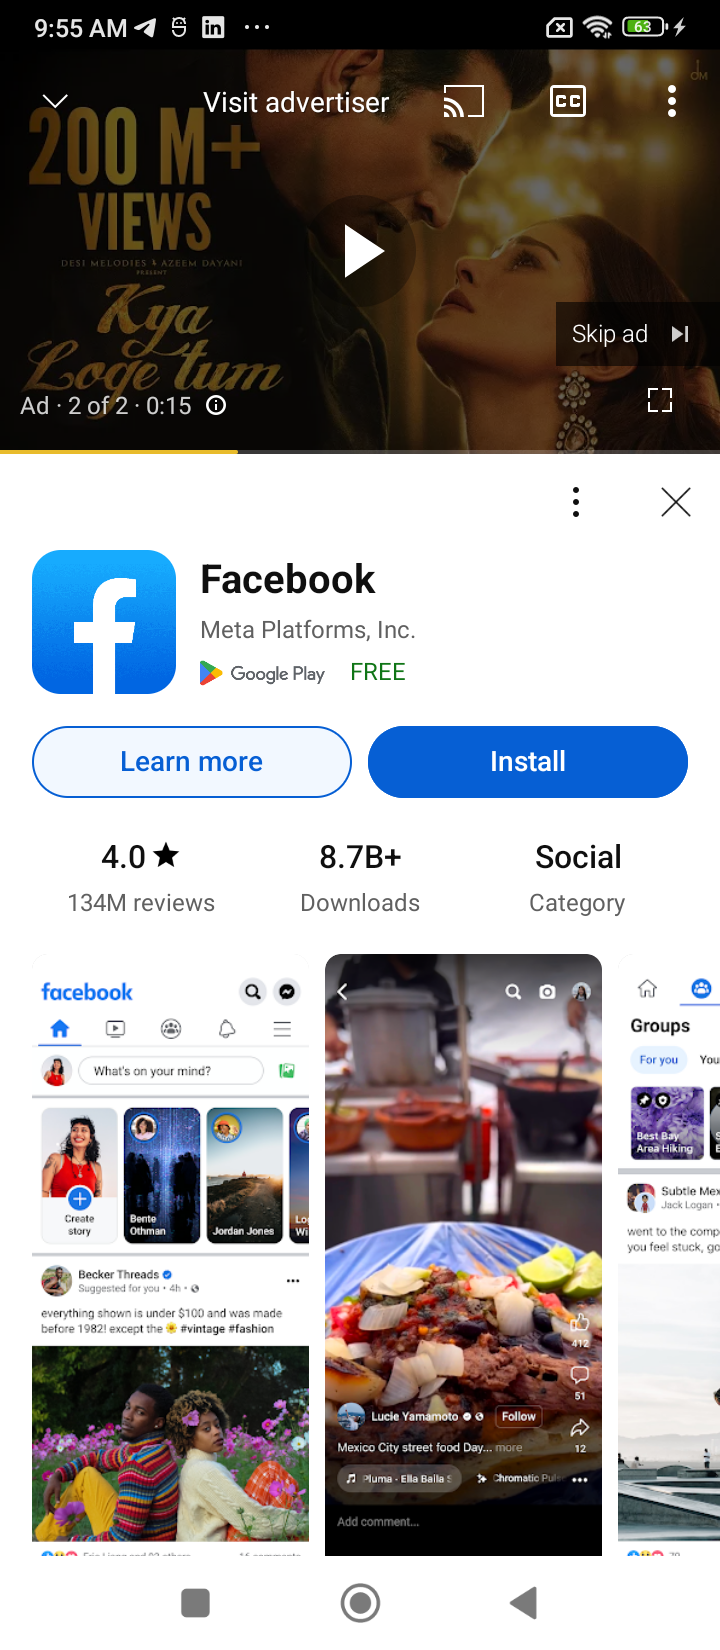 9:55 AM
63
Visit advertiser
CC
200 M+
VIEWS
DESI MELODIES & AZEEM DAYANI
PRESENT
Kya
Loge tum
Skip ad
Ad · 2 of 2 · 0:15
Facebook
Meta Platforms, Inc.
Google Play FREE
Learn more
Install
4.0★ 8.7B+ Social
134M reviews Downloads Category
facebook
What's on your mind?
Create
story
Bente
Othman
Jordan Jones
Becker Threads
Suggested for you • 4h •
everything shown is under $100 and was made
before 1982! except the 🌼 #vintage #fashion
412
51
12
Lucie Yamamoto
Follow
Mexico City street food Day... more
Pluma - Ella Baila S
Chromatic Pul
Add comment...
Groups
For you
You
Best Bay
Area Hiking
Subtle Mex
Jack Logan •
went to the comp
you feel stuck, go